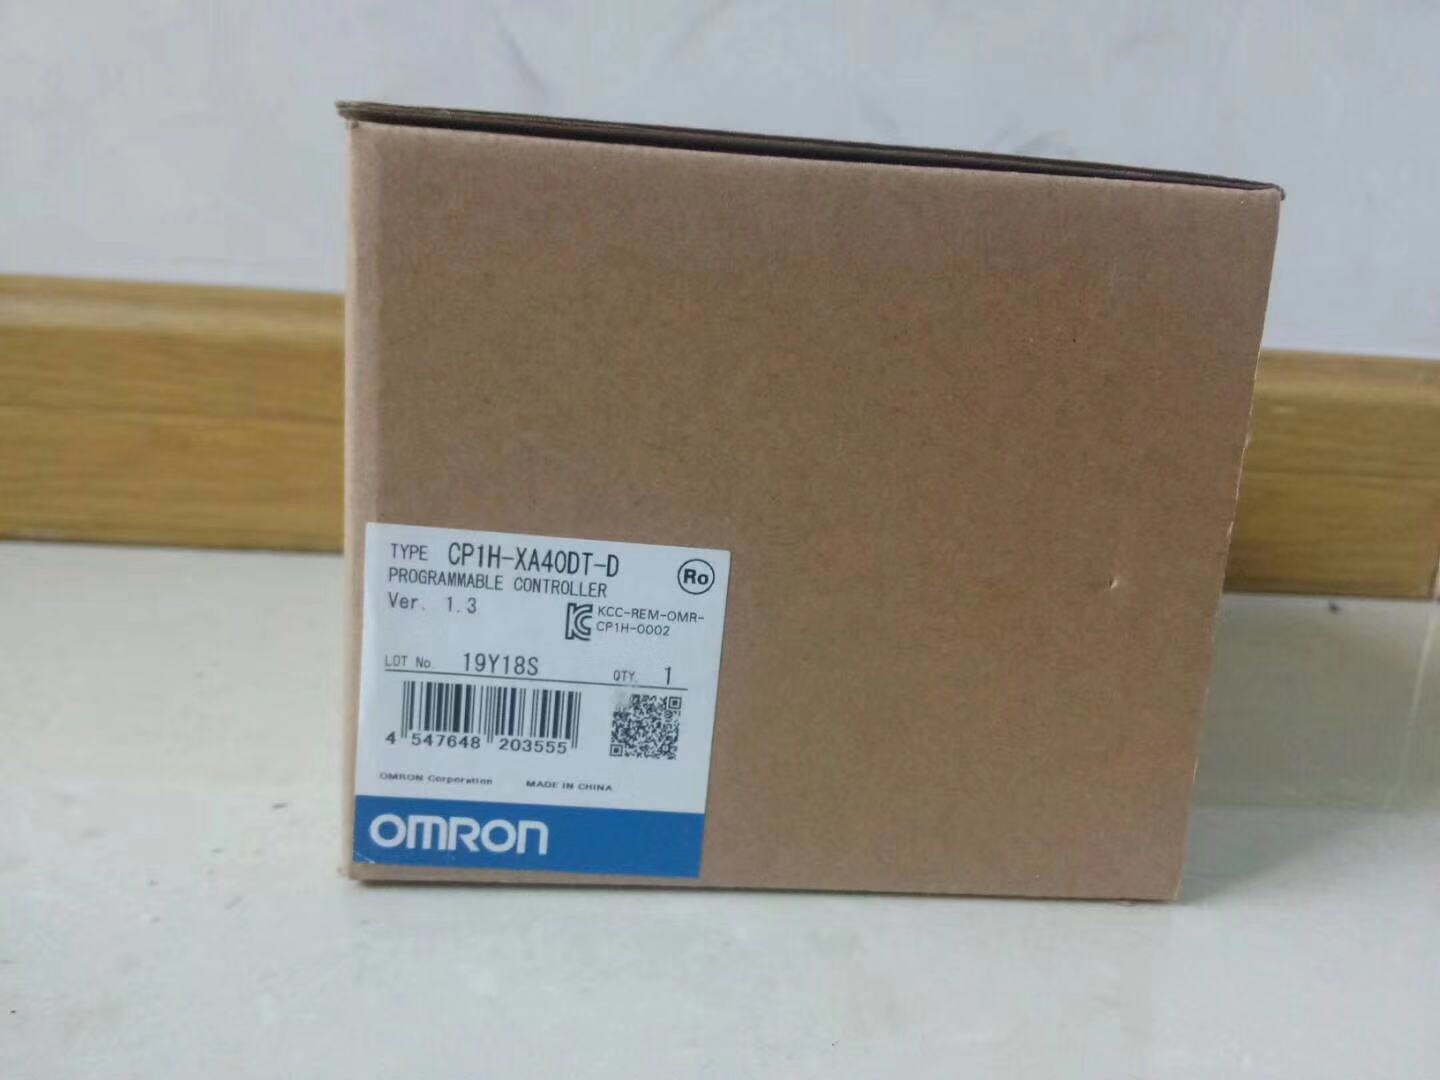 TYPE CP1H-XA40DT-D
PROGRAMMABLE CONTROLLER
Ro
Ver. 1.3
KC KCC-REM-OMR-
CP1H-0002
LOT No. 19Y18S QTY. 1
4 547648 203555
OMRON Corporation MADE IN CHINA
OMRON